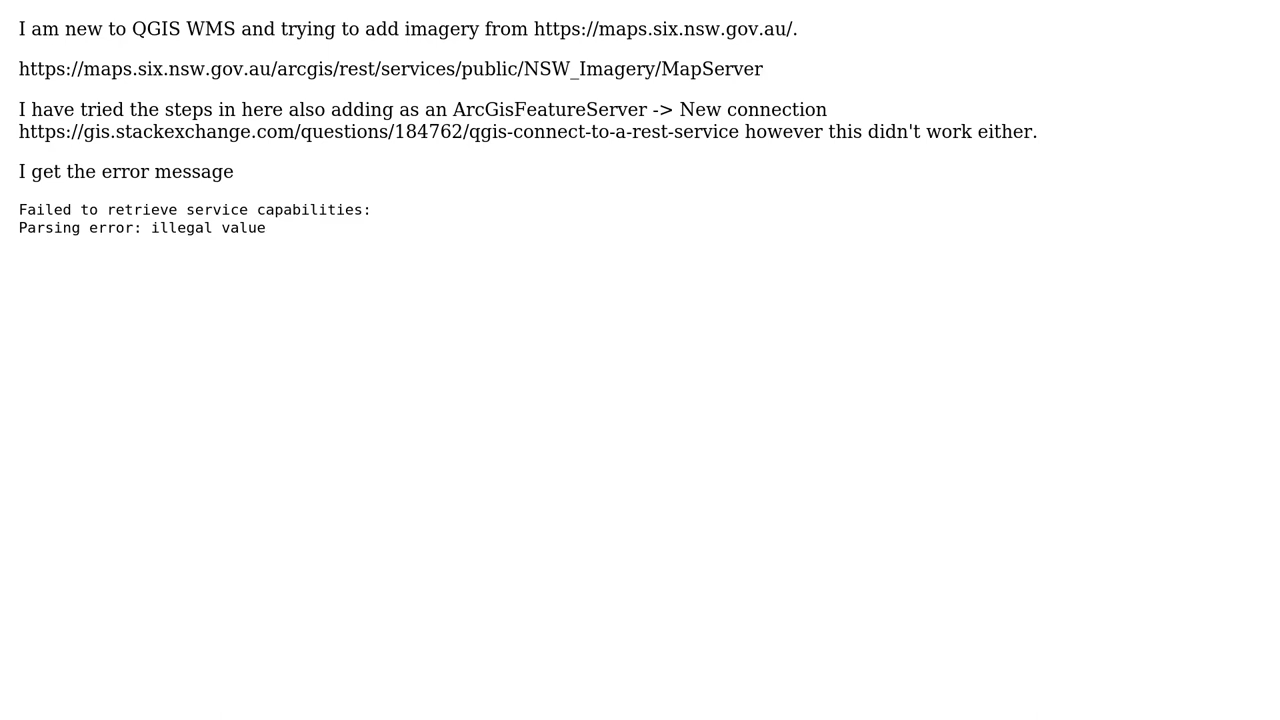 I am new to QGIS WMS and trying to add imagery from https://maps.six.nsw.gov.au/.
https://maps.six.nsw.gov.au/arcgis/rest/services/public/NSW_Imagery/MapServer
I have tried the steps in here also adding as an ArcGisFeatureServer -> New connection
https://gis.stackexchange.com/questions/184762/qgis-connect-to-a-rest-service however this didn't work either.
I get the error message
Failed to retrieve service capabilities:
Parsing error: illegal value